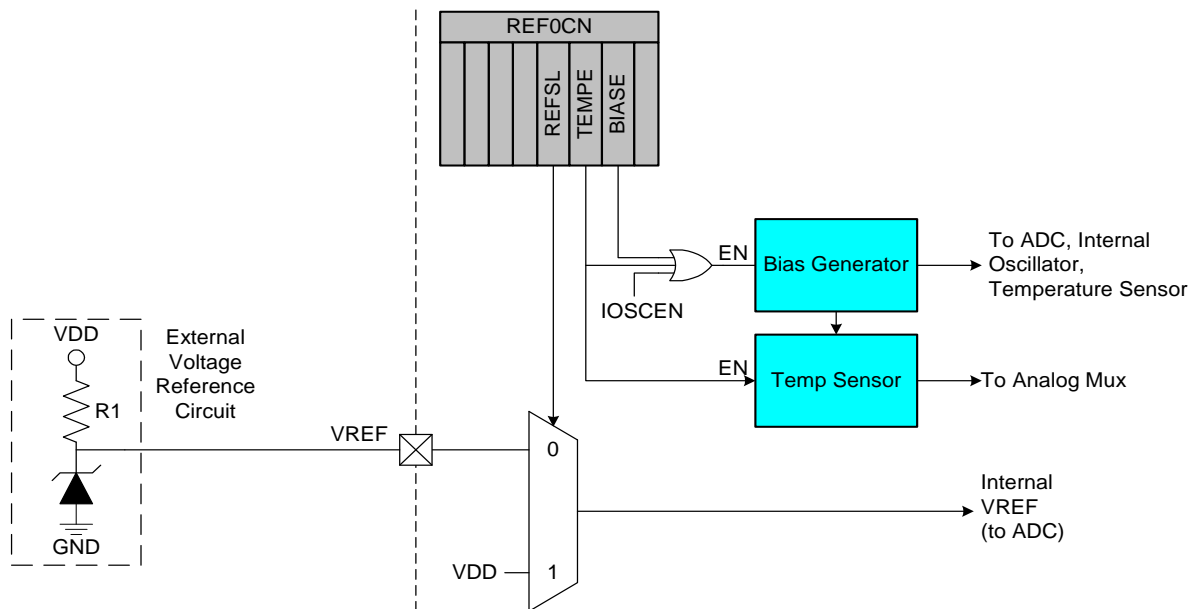 REF0CN
REFSL
TEMPE
BIASE
EN
Bias Generator
To ADC, Internal
Oscillator,
Temperature Sensor
IOSCEN
VDD
External
Voltage
Reference
Circuit
R1
EN
Temp Sensor
To Analog Mux
VREF
0
Internal
VREF
(to ADC)
GND
VDD
1